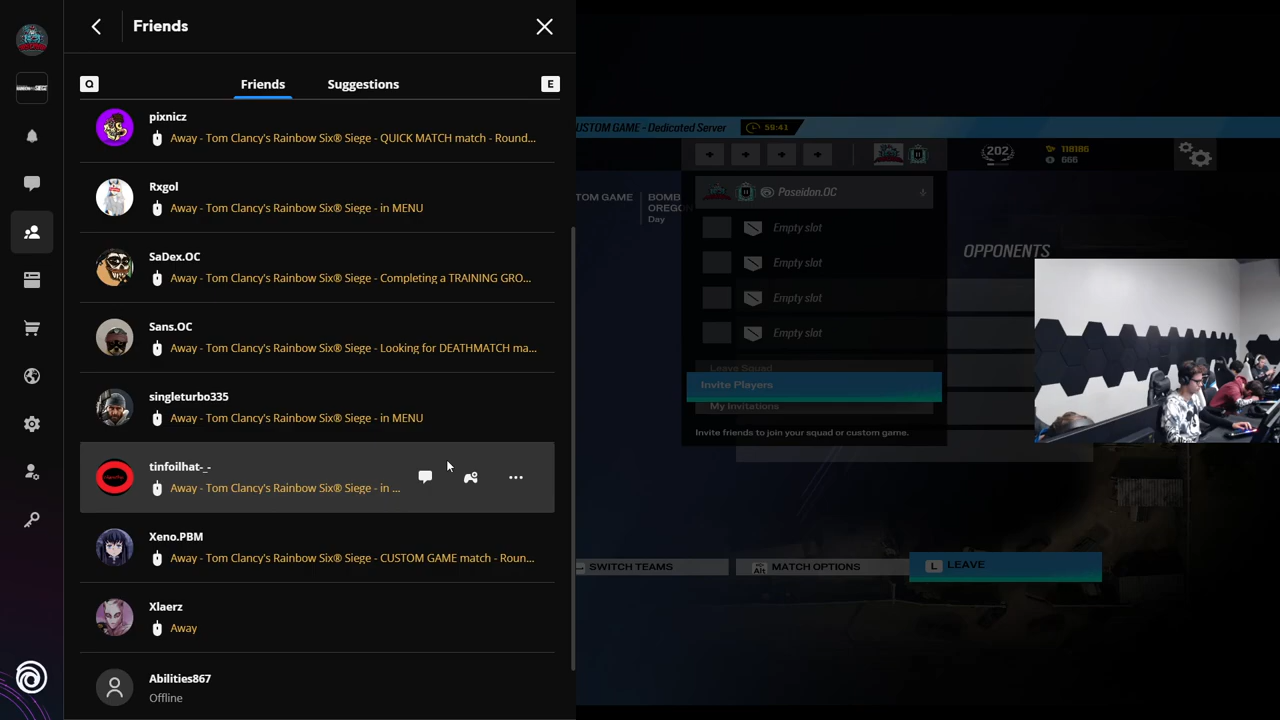 Friends
Q
Friends
Suggestions
E
pixnicz
Away - Tom Clancy's Rainbow Six® Siege - QUICK MATCH match - Round...
Rxgol
Away - Tom Clancy's Rainbow Six® Siege - in MENU
SaDex.OC
Away - Tom Clancy's Rainbow Six® Siege - Completing a TRAINING GRO...
Sans.OC
Away - Tom Clancy's Rainbow Six® Siege - Looking for DEATHMATCH ma...
singleturbo335
Away - Tom Clancy's Rainbow Six® Siege - in MENU
tinfoilhat-_-
Away - Tom Clancy's Rainbow Six® Siege - in ...
Xeno.PBM
Away - Tom Clancy's Rainbow Six® Siege - CUSTOM GAME match - Roun...
Xlaerz
Away
Abilities867
Offline
CUSTOM GAME - Dedicated Server
59:41
202
118186
666
TOM GAME
BOMB
OREGON
Day
Poseidon.OC
Empty slot
Empty slot
Empty slot
Empty slot
OPPONENTS
Leave Squad
Invite Players
My Invitations
Invite friends to join your squad or custom game.
SWITCH TEAMS
Alt MATCH OPTIONS
L LEAVE